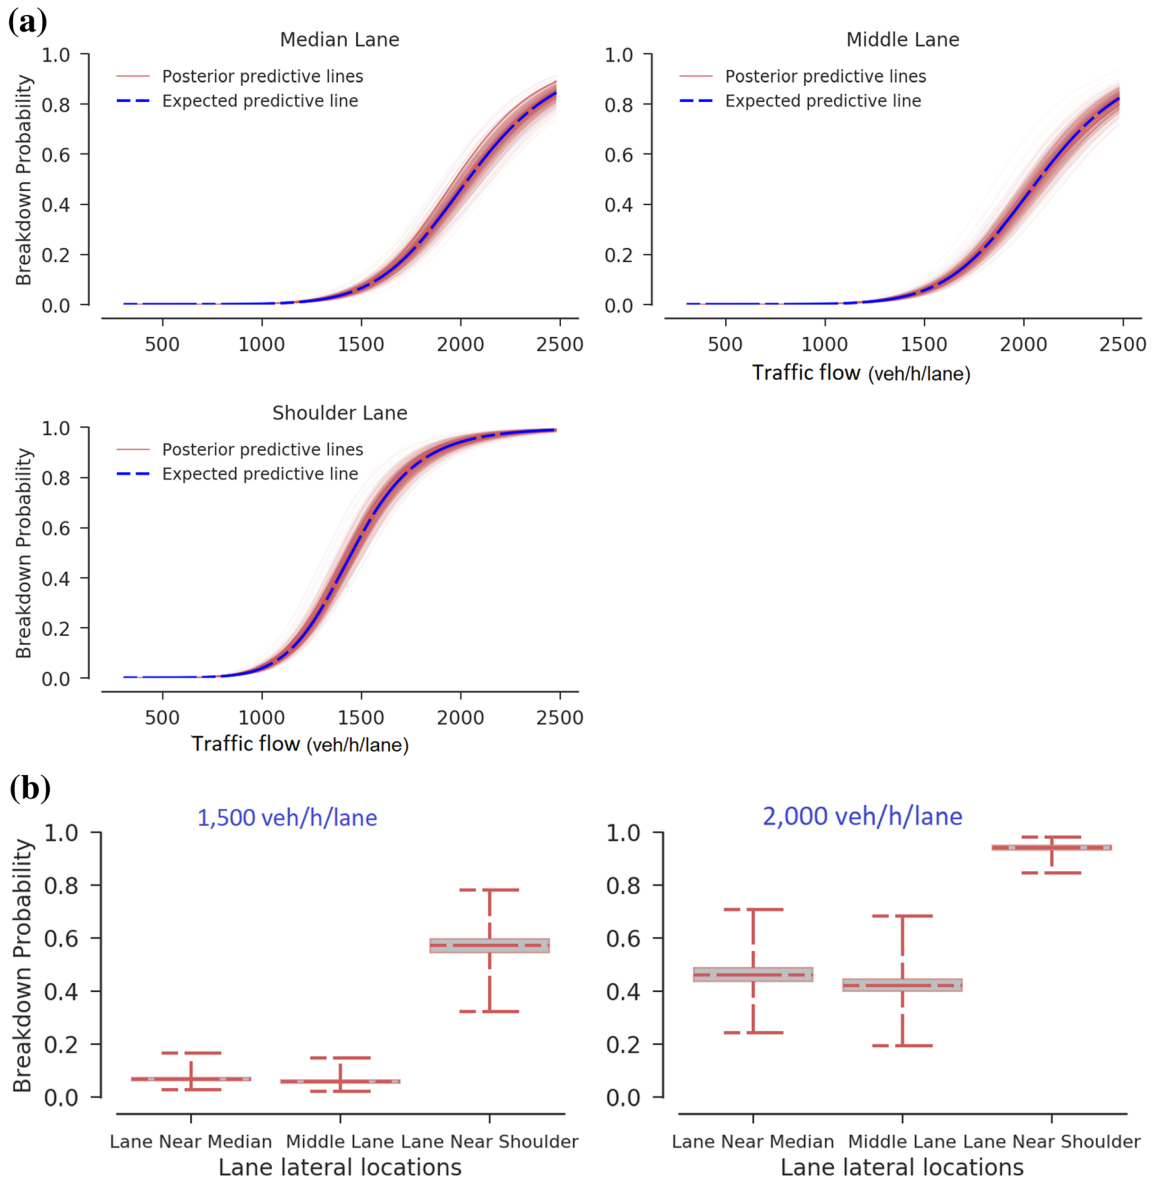 (a)
Median Lane
Posterior predictive lines
Expected predictive line
Breakdown Probability
1.0
0.8
0.6
0.4
0.2
0.0
500 1000 1500 2000 2500
Middle Lane
Posterior predictive lines
Expected predictive line
1.0
0.8
0.6
0.4
0.2
0.0
500 1000 1500 2000 2500
Traffic flow (veh/h/lane)
Shoulder Lane
Posterior predictive lines
Expected predictive line
Breakdown Probability
1.0
0.8
0.6
0.4
0.2
0.0
500 1000 1500 2000 2500
Traffic flow (veh/h/lane)
(b)
1,500 veh/h/lane
Breakdown Probability
1.0
0.8
0.6
0.4
0.2
0.0
Lane Near Median Middle Lane Lane Near Shoulder
Lane lateral locations
2,000 veh/h/lane
1.0
0.8
0.6
0.4
0.2
0.0
Lane Near Median Middle Lane Lane Near Shoulder
Lane lateral locations